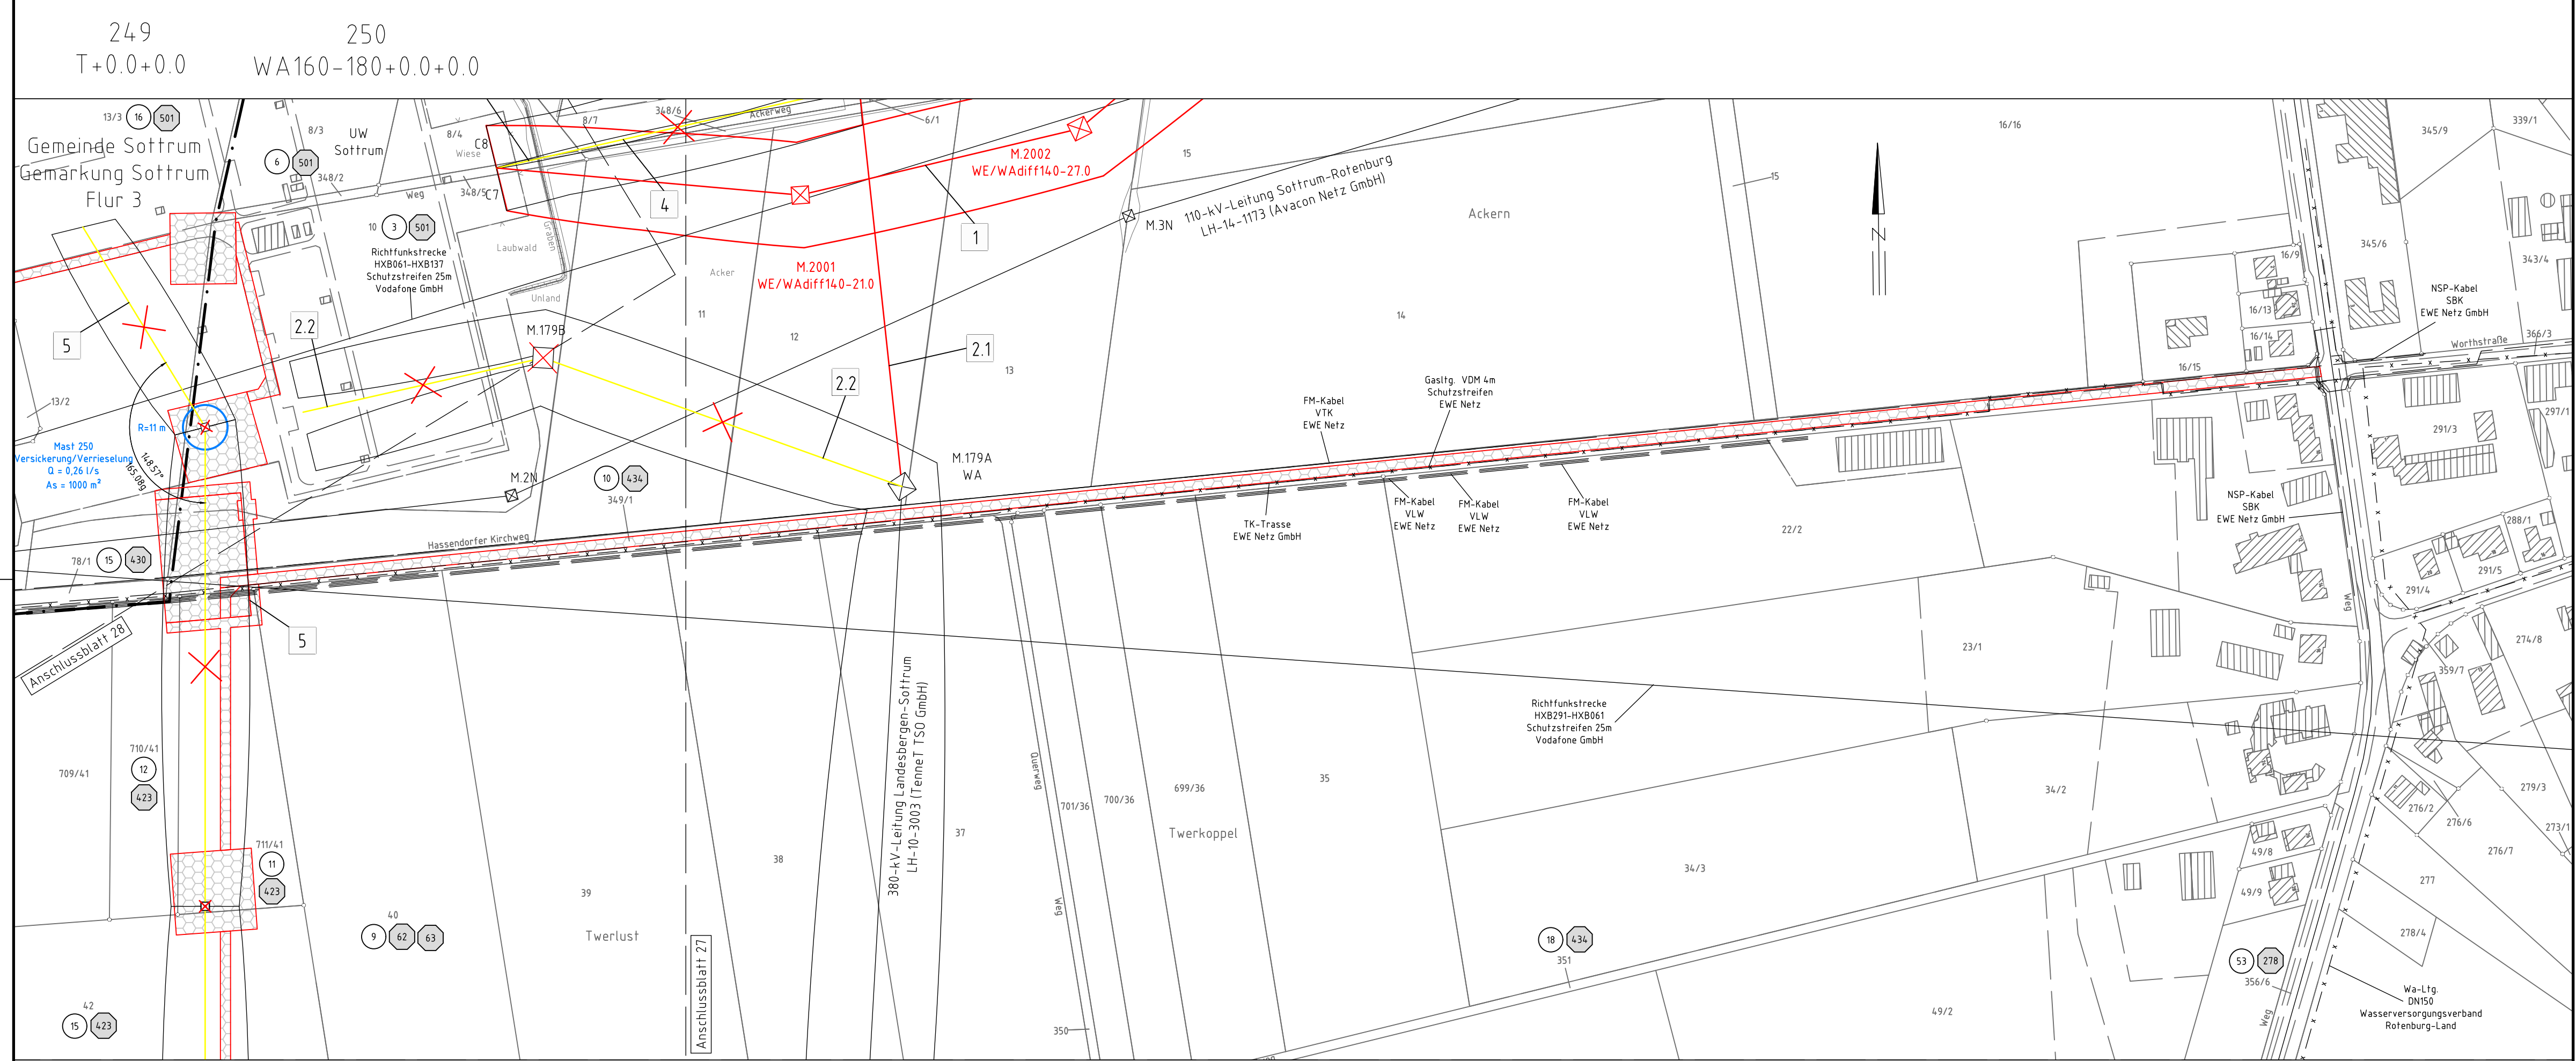 249
T+0.0+0.0
250
WA160-180+0.0+0.0
13/3
16
501
Gemeinde Sottrum
Gemarkung Sottrum
Flur 3
8/3
UW
Sottrum
6
501
348/2
8/4
Wiese
C8
C7
348/5
Weg
10
3
501
Richtfunkstrecke
HXB061-HXB137
Schutzstreifen 25m
Vodafone GmbH
Laubwald
Graben
Unland
8/7
348/6
Ackerweg
6/1
4
1
M.2002
WE/WAdiff140-27.0
M.2001
WE/WAdiff140-21.0
Acker
11
12
13
14
15
15
M.3N
110-kV-Leitung Sottrum-Rotenburg
LH-14-1173 (Avacon Netz GmbH)
Ackern
16/16
N
345/9
339/1
345/6
343/4
16/9
16/13
16/14
16/15
NSP-Kabel
SBK
EWE Netz GmbH
Worthstraße
366/3
5
2.2
M.179B
2.1
2.2
13/2
R=11 m
Mast 250
Versickerung/Verrieselung
Q = 0,26 l/s
As = 1000 m²
148.57°
165.08g
M.2N
10
434
349/1
M.179A
WA
FM-Kabel
VTK
EWE Netz
Gasltg. VDM 4m
Schutzstreifen
EWE Netz
TK-Trasse
EWE Netz GmbH
FM-Kabel
VLW
EWE Netz
FM-Kabel
VLW
EWE Netz
FM-Kabel
VLW
EWE Netz
297/1
291/3
NSP-Kabel
SBK
EWE Netz GmbH
288/1
291/5
291/4
22/2
Hassendorfer Kirchweg
15
430
78/1
Anschlussblatt 28
5
23/1
Weg
274/8
359/7
Richtfunkstrecke
HXB291-HXB061
Schutzstreifen 25m
Vodafone GmbH
380-kV-Leitung Landesbergen-Sottrum
LH-10-3003 (TenneT TSO GmbH)
710/41
709/41
12
423
711/41
11
423
39
38
37
Querweg
701/36
700/36
699/36
35
Twerkoppel
34/2
34/3
279/3
276/2
276/6
273/1
276/7
49/8
49/9
277
278/4
40
9
62
63
Twerlust
Anschlussblatt 27
Weg
350
18
434
351
53
278
356/6
42
15
423
49/2
Weg
Wa-Ltg.
DN150
Wasserversorgungsverband
Rotenburg-Land